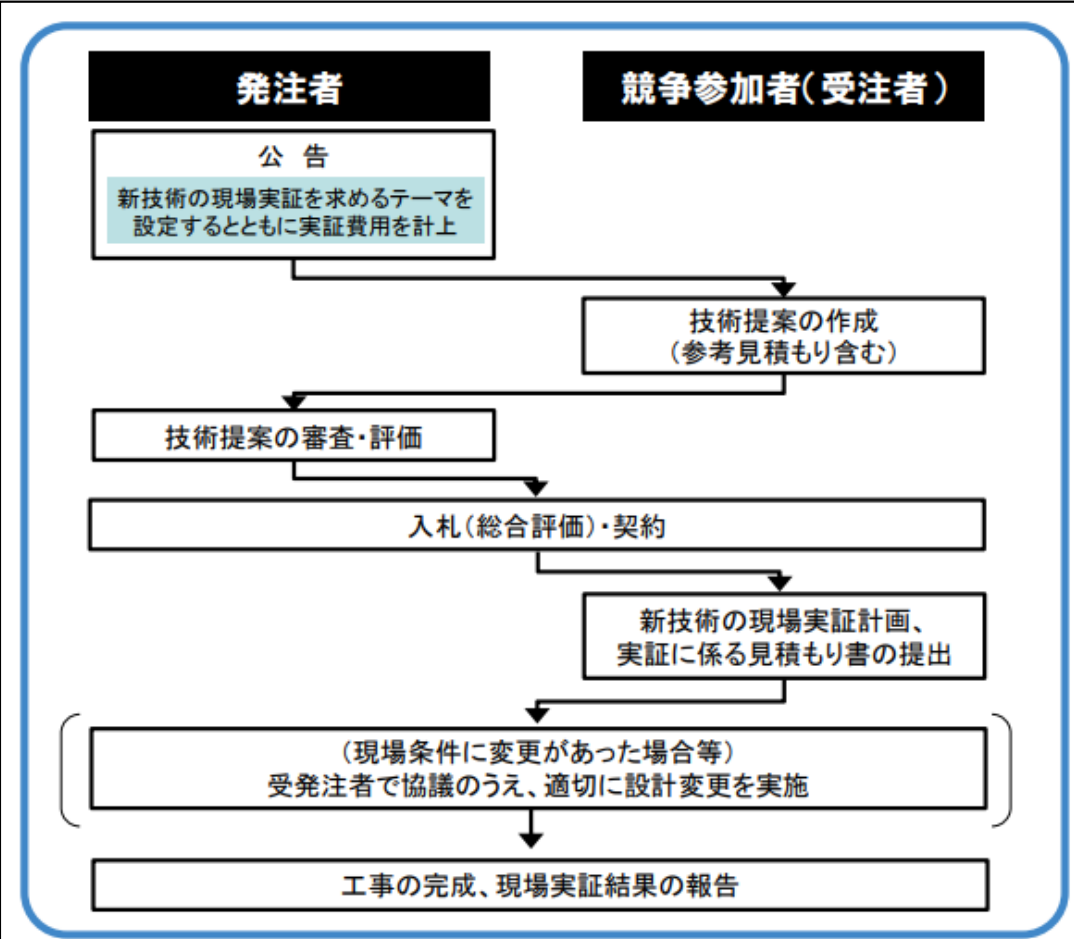 発注者
競争参加者(受注者)
公 告
新技術の現場実証を求めるテーマを
設定するとともに実証費用を計上
技術提案の作成
(参考見積もり含む)
技術提案の審査・評価
入札(総合評価)・契約
新技術の現場実証計画、
実証に係る見積もり書の提出
(現場条件に変更があった場合等)
受発注者で協議のうえ、適切に設計変更を実施
工事の完成、現場実証結果の報告